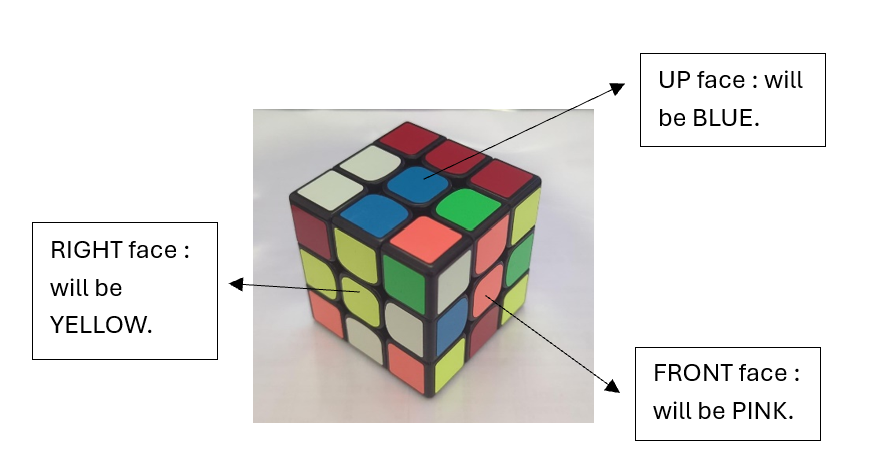 UP face : will
be BLUE.
RIGHT face :
will be
YELLOW.
FRONT face :
will be PINK.